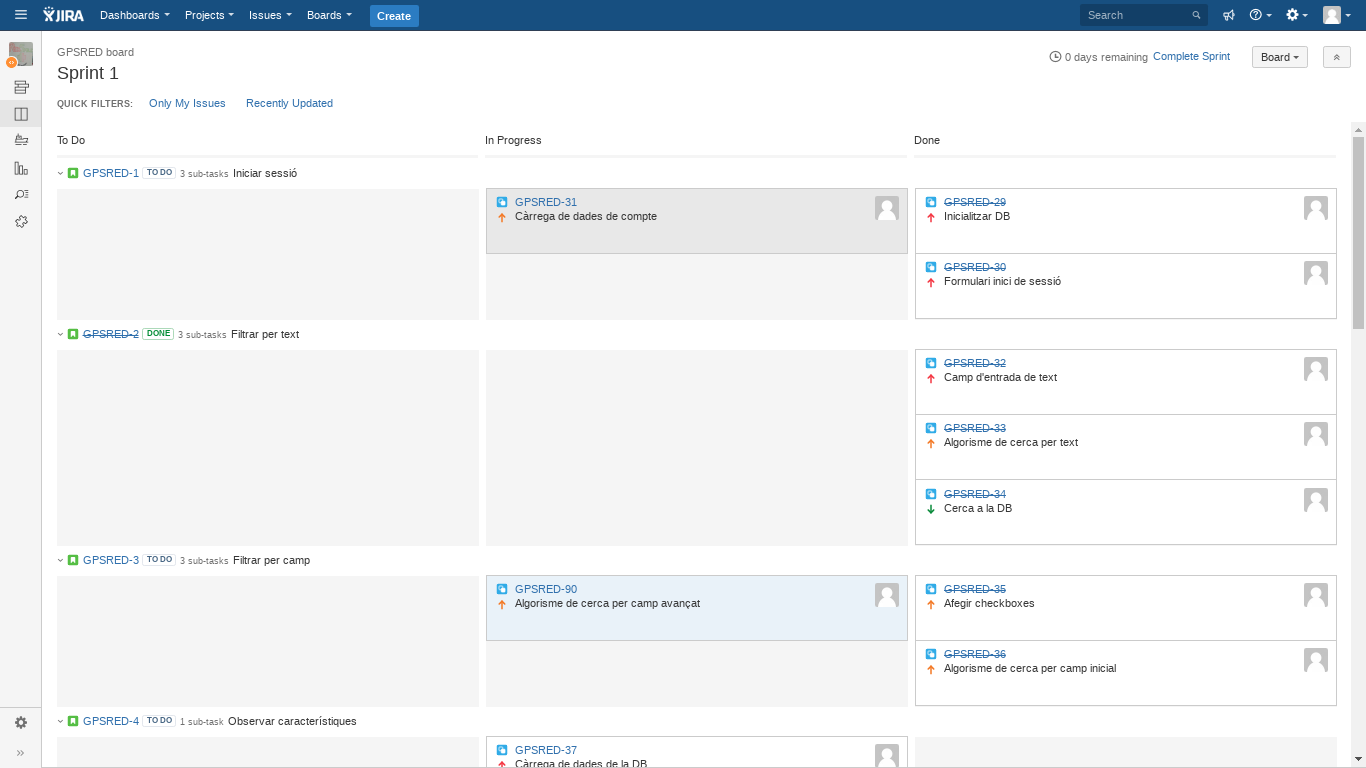 JIRA Dashboards Projects Issues Boards Create Search
GPSRED board
Sprint 1
0 days remaining Complete Sprint Board
QUICK FILTERS: Only My Issues Recently Updated
To Do In Progress Done
GPSRED-1 TO DO 3 sub-tasks Iniciar sessió
GPSRED-31
Càrrega de dades de compte
GPSRED-29
Inicialitzar DB
GPSRED-30
Formulari inici de sessió
GPSRED-2 DONE 3 sub-tasks Filtrar per text
GPSRED-32
Camp d'entrada de text
GPSRED-33
Algorisme de cerca per text
GPSRED-34
Cerca a la DB
GPSRED-3 TO DO 3 sub-tasks Filtrar per camp
GPSRED-90
Algorisme de cerca per camp avançat
GPSRED-35
Afegir checkboxes
GPSRED-36
Algorisme de cerca per camp inicial
GPSRED-4 TO DO 1 sub-task Observar característiques
GPSRED-37
Càrrega de dades de la DB